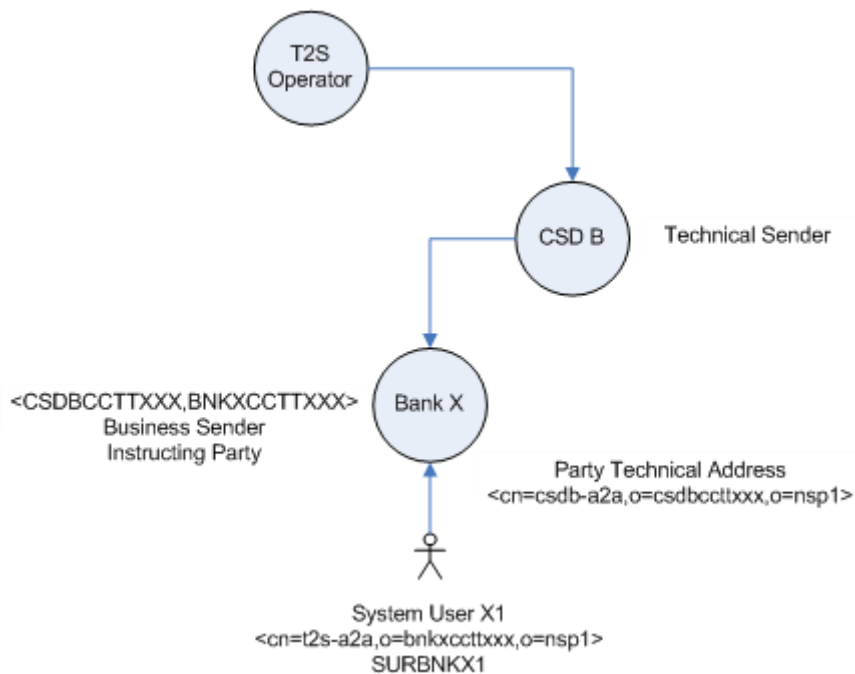 T2S
Operator
CSD B
Technical Sender
<CSDBCCTTXXX,BNKXCCTTXXX>
Business Sender
Instructing Party
Bank X
Party Technical Address
<cn=csdb-a2a,o=csdbccttxxx,o=nsp1>
System User X1
<cn=t2s-a2a,o=bnkxccttxxx,o=nsp1>
SURBNKX1